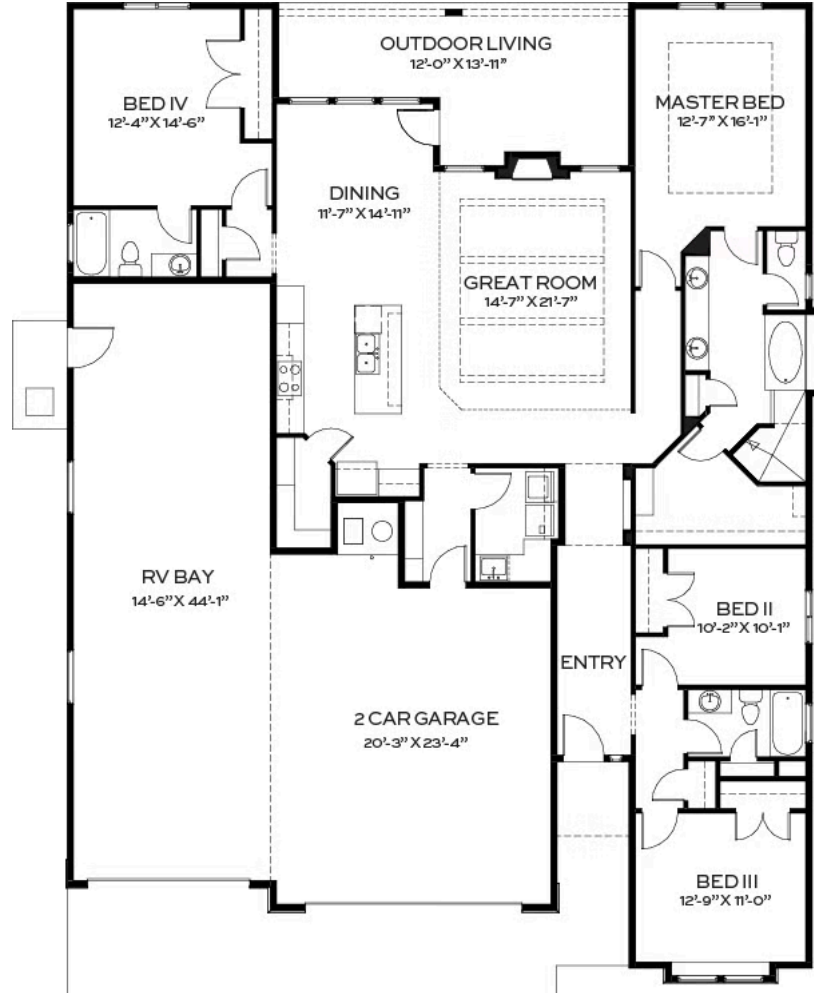 OUTDOOR LIVING
12'-0" X 13'-11"
BED IV
12'-4" X 14'-6"
MASTER BED
12'-7" X 16'-1"
DINING
11'-7" X 14'-11"
GREAT ROOM
14'-7" X 21'-7"
RV BAY
14'-6" X 44'-1"
BED II
10'-2" X 10'-1"
ENTRY
2 CAR GARAGE
20'-3" X 23'-4"
BED III
12'-9" X 11'-0"